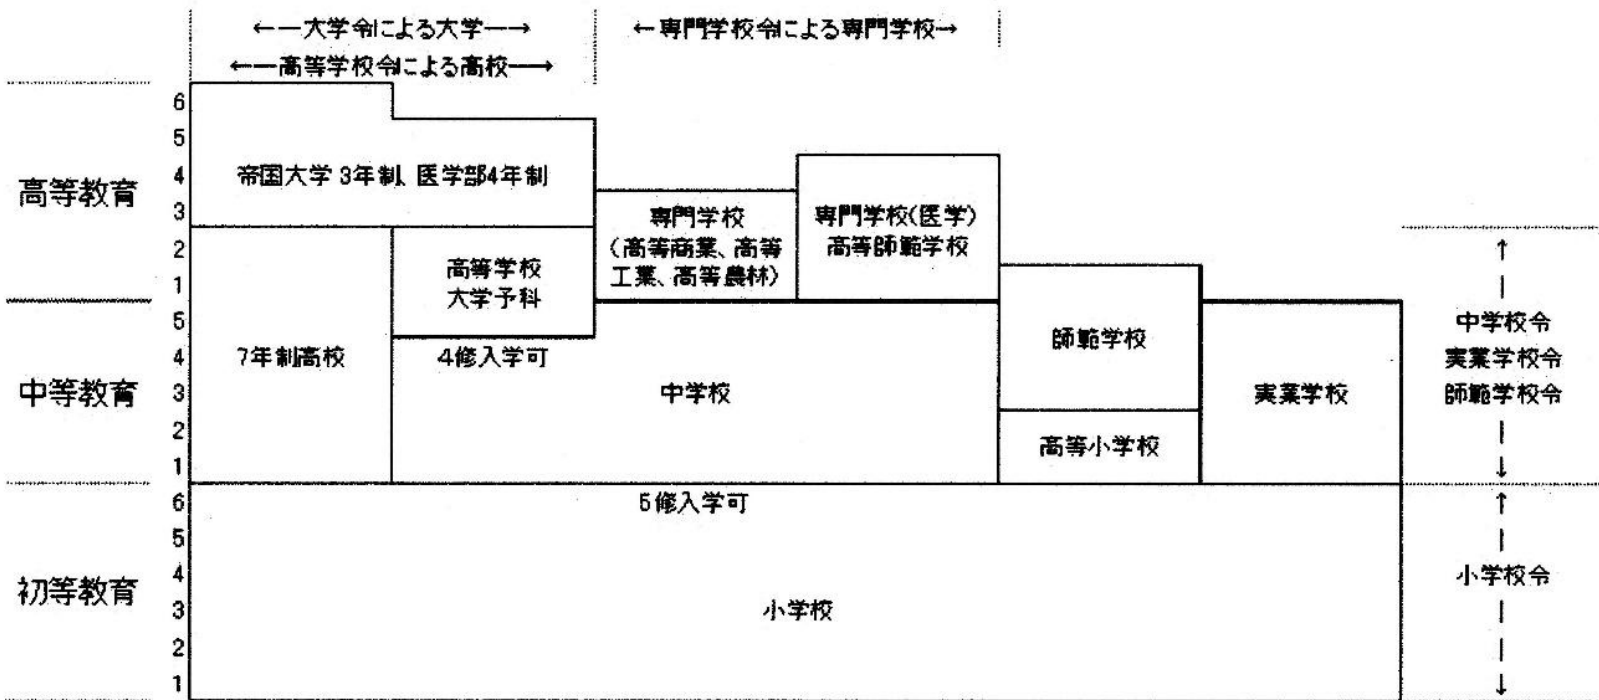 ←─大学令による大学─→
←専門学校令による専門学校→
←─高等学校令による高校──→
高等教育
6
5
4
3
2
1
帝国大学 3年制、医学部4年制
専門学校
(高等商業、高等
工業、高等農林)
専門学校(医学)
高等師範学校
高等学校
大学予科
中等教育
5
4
3
2
1
7年制高校
4修入学可
中学校
師範学校
高等小学校
実業学校
↑
中学校令
実業学校令
師範学校令
↓
初等教育
6
5
4
3
2
1
5修入学可
小学校
↑
小学校令
↓